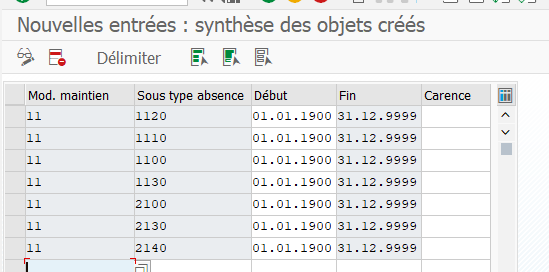 Nouvelles entrées : synthèse des objets créés
Délimiter
Mod. maintien Sous type absence Début Fin Carence
11 1120 01.01.1900 31.12.9999
11 1110 01.01.1900 31.12.9999
11 1100 01.01.1900 31.12.9999
11 1130 01.01.1900 31.12.9999
11 2100 01.01.1900 31.12.9999
11 2130 01.01.1900 31.12.9999
11 2140 01.01.1900 31.12.9999